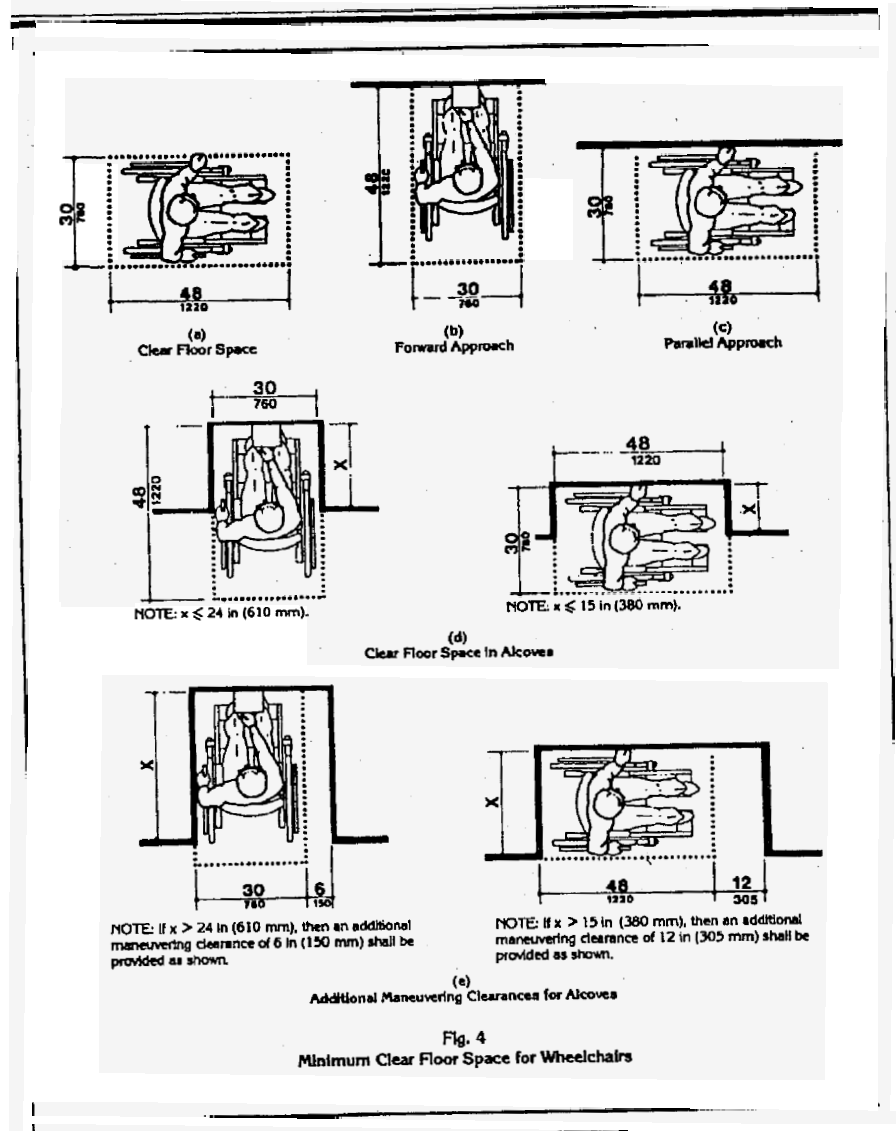 30
760
48
1220
(a)
Clear Floor Space
48
1220
30
760
(b)
Forward Approach
30
760
48
1220
(c)
Parallel Approach
30
760
48
1220
X
NOTE: x ⩽ 24 in (610 mm).
48
1220
30
760
X
NOTE: x ⩽ 15 in (380 mm).
(d)
Clear Floor Space in Alcoves
X
30
760
6
150
NOTE: If x > 24 in (610 mm), then an additional
maneuvering clearance of 6 in (150 mm) shall be
provided as shown.
X
48
1220
12
305
NOTE: If x > 15 in (380 mm), then an additional
maneuvering clearance of 12 in (305 mm) shall be
provided as shown.
(e)
Additional Maneuvering Clearances for Alcoves
Fig. 4
Minimum Clear Floor Space for Wheelchairs